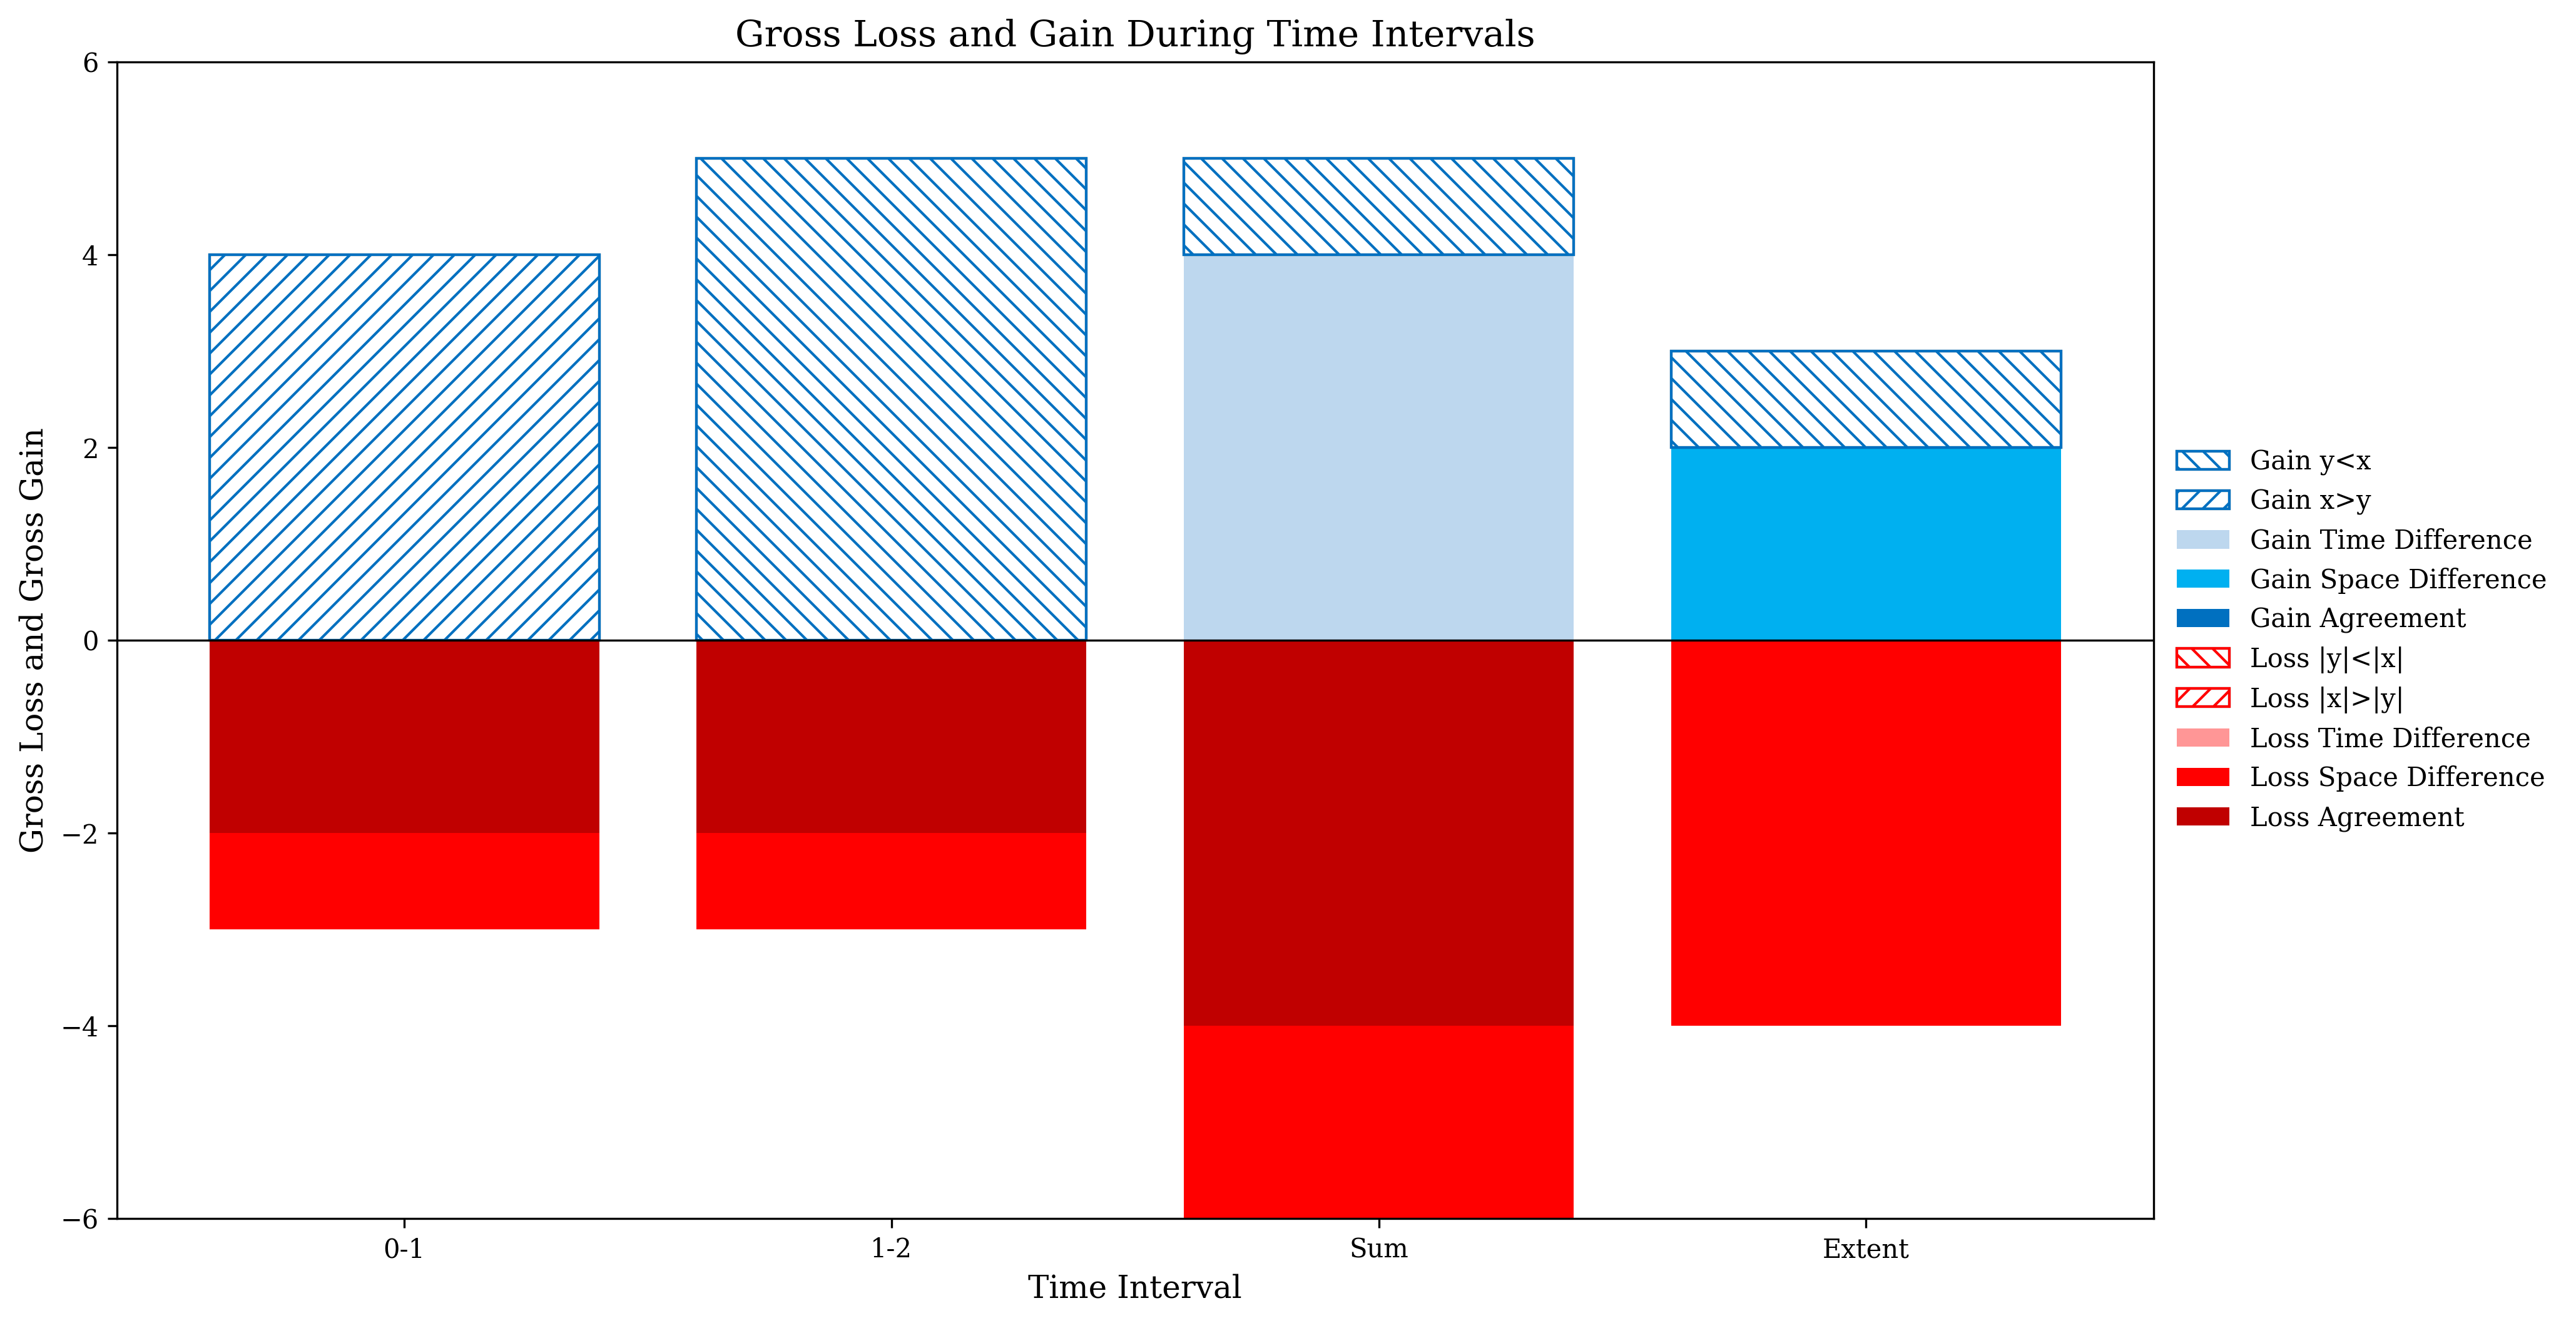 Gross Loss and Gain During Time Intervals
Gross Loss and Gross Gain
6
4
2
0
−2
−4
−6
0-1
1-2
Sum
Extent
Time Interval
Gain y<x
Gain x>y
Gain Time Difference
Gain Space Difference
Gain Agreement
Loss |y|<|x|
Loss |x|>|y|
Loss Time Difference
Loss Space Difference
Loss Agreement